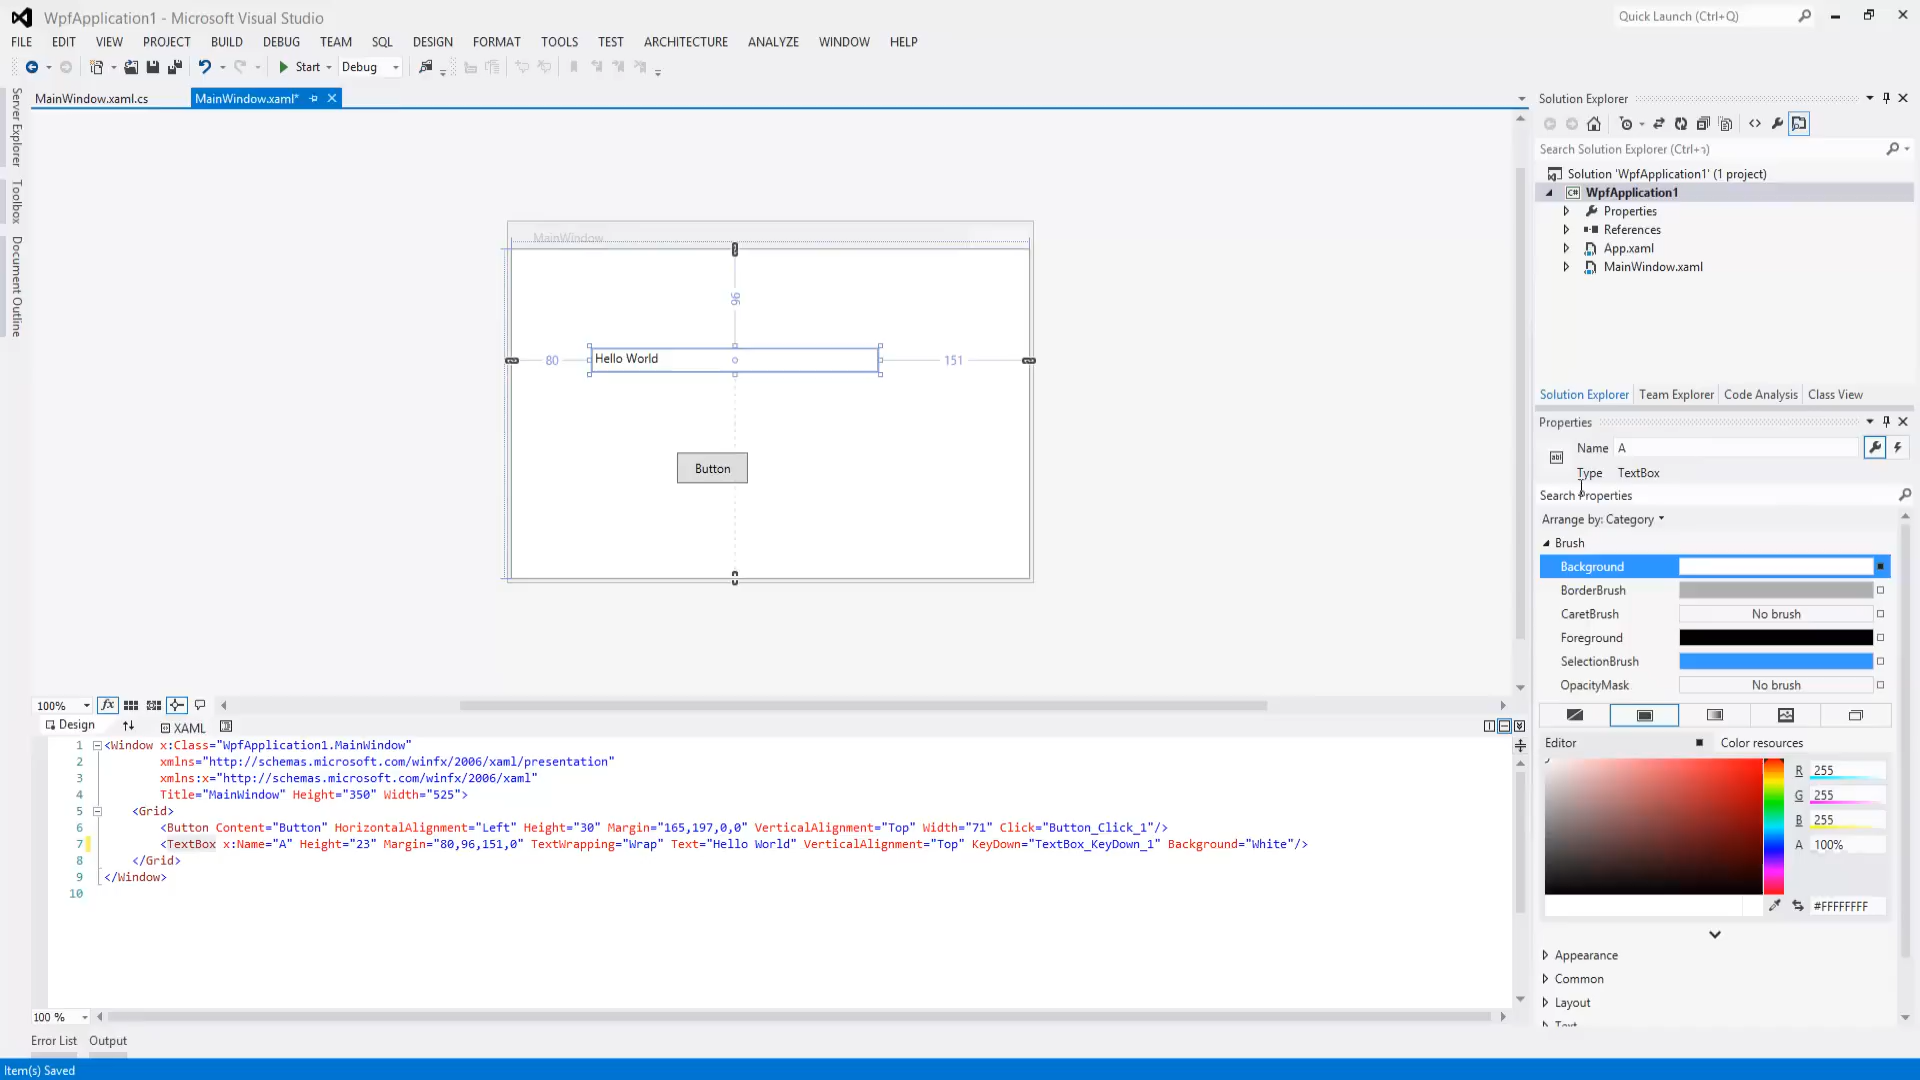 WpfApplication1 - Microsoft Visual Studio
Quick Launch (Ctrl+Q)
FILE EDIT VIEW PROJECT BUILD DEBUG TEAM SQL DESIGN FORMAT TOOLS TEST ARCHITECTURE ANALYZE WINDOW HELP
Start Debug
Server Explorer
Toolbox
Document Outline
MainWindow.xaml.cs MainWindow.xaml*
MainWindow
96
80 Hello World 151
Button
100%
Design XAML
1 <Window x:Class="WpfApplication1.MainWindow"
2 xmlns="http://schemas.microsoft.com/winfx/2006/xaml/presentation"
3 xmlns:x="http://schemas.microsoft.com/winfx/2006/xaml"
4 Title="MainWindow" Height="350" Width="525">
5 <Grid>
6 <Button Content="Button" HorizontalAlignment="Left" Height="30" Margin="165,197,0,0" VerticalAlignment="Top" Width="71" Click="Button_Click_1"/>
7 <TextBox x:Name="A" Height="23" Margin="80,96,151,0" TextWrapping="Wrap" Text="Hello World" VerticalAlignment="Top" KeyDown="TextBox_KeyDown_1" Background="White"/>
8 </Grid>
9 </Window>
10
100 %
Error List Output
Item(s) Saved
Solution Explorer
Search Solution Explorer (Ctrl+ד)
Solution 'WpfApplication1' (1 project)
C# WpfApplication1
Properties
References
App.xaml
MainWindow.xaml
Solution Explorer Team Explorer Code Analysis Class View
Properties
Name A
Type TextBox
Search Properties
Arrange by: Category
Brush
Background
BorderBrush
CaretBrush No brush
Foreground
SelectionBrush
OpacityMask No brush
Editor Color resources
R 255
G 255
B 255
A 100%
#FFFFFFFF
Appearance
Common
Layout
Text